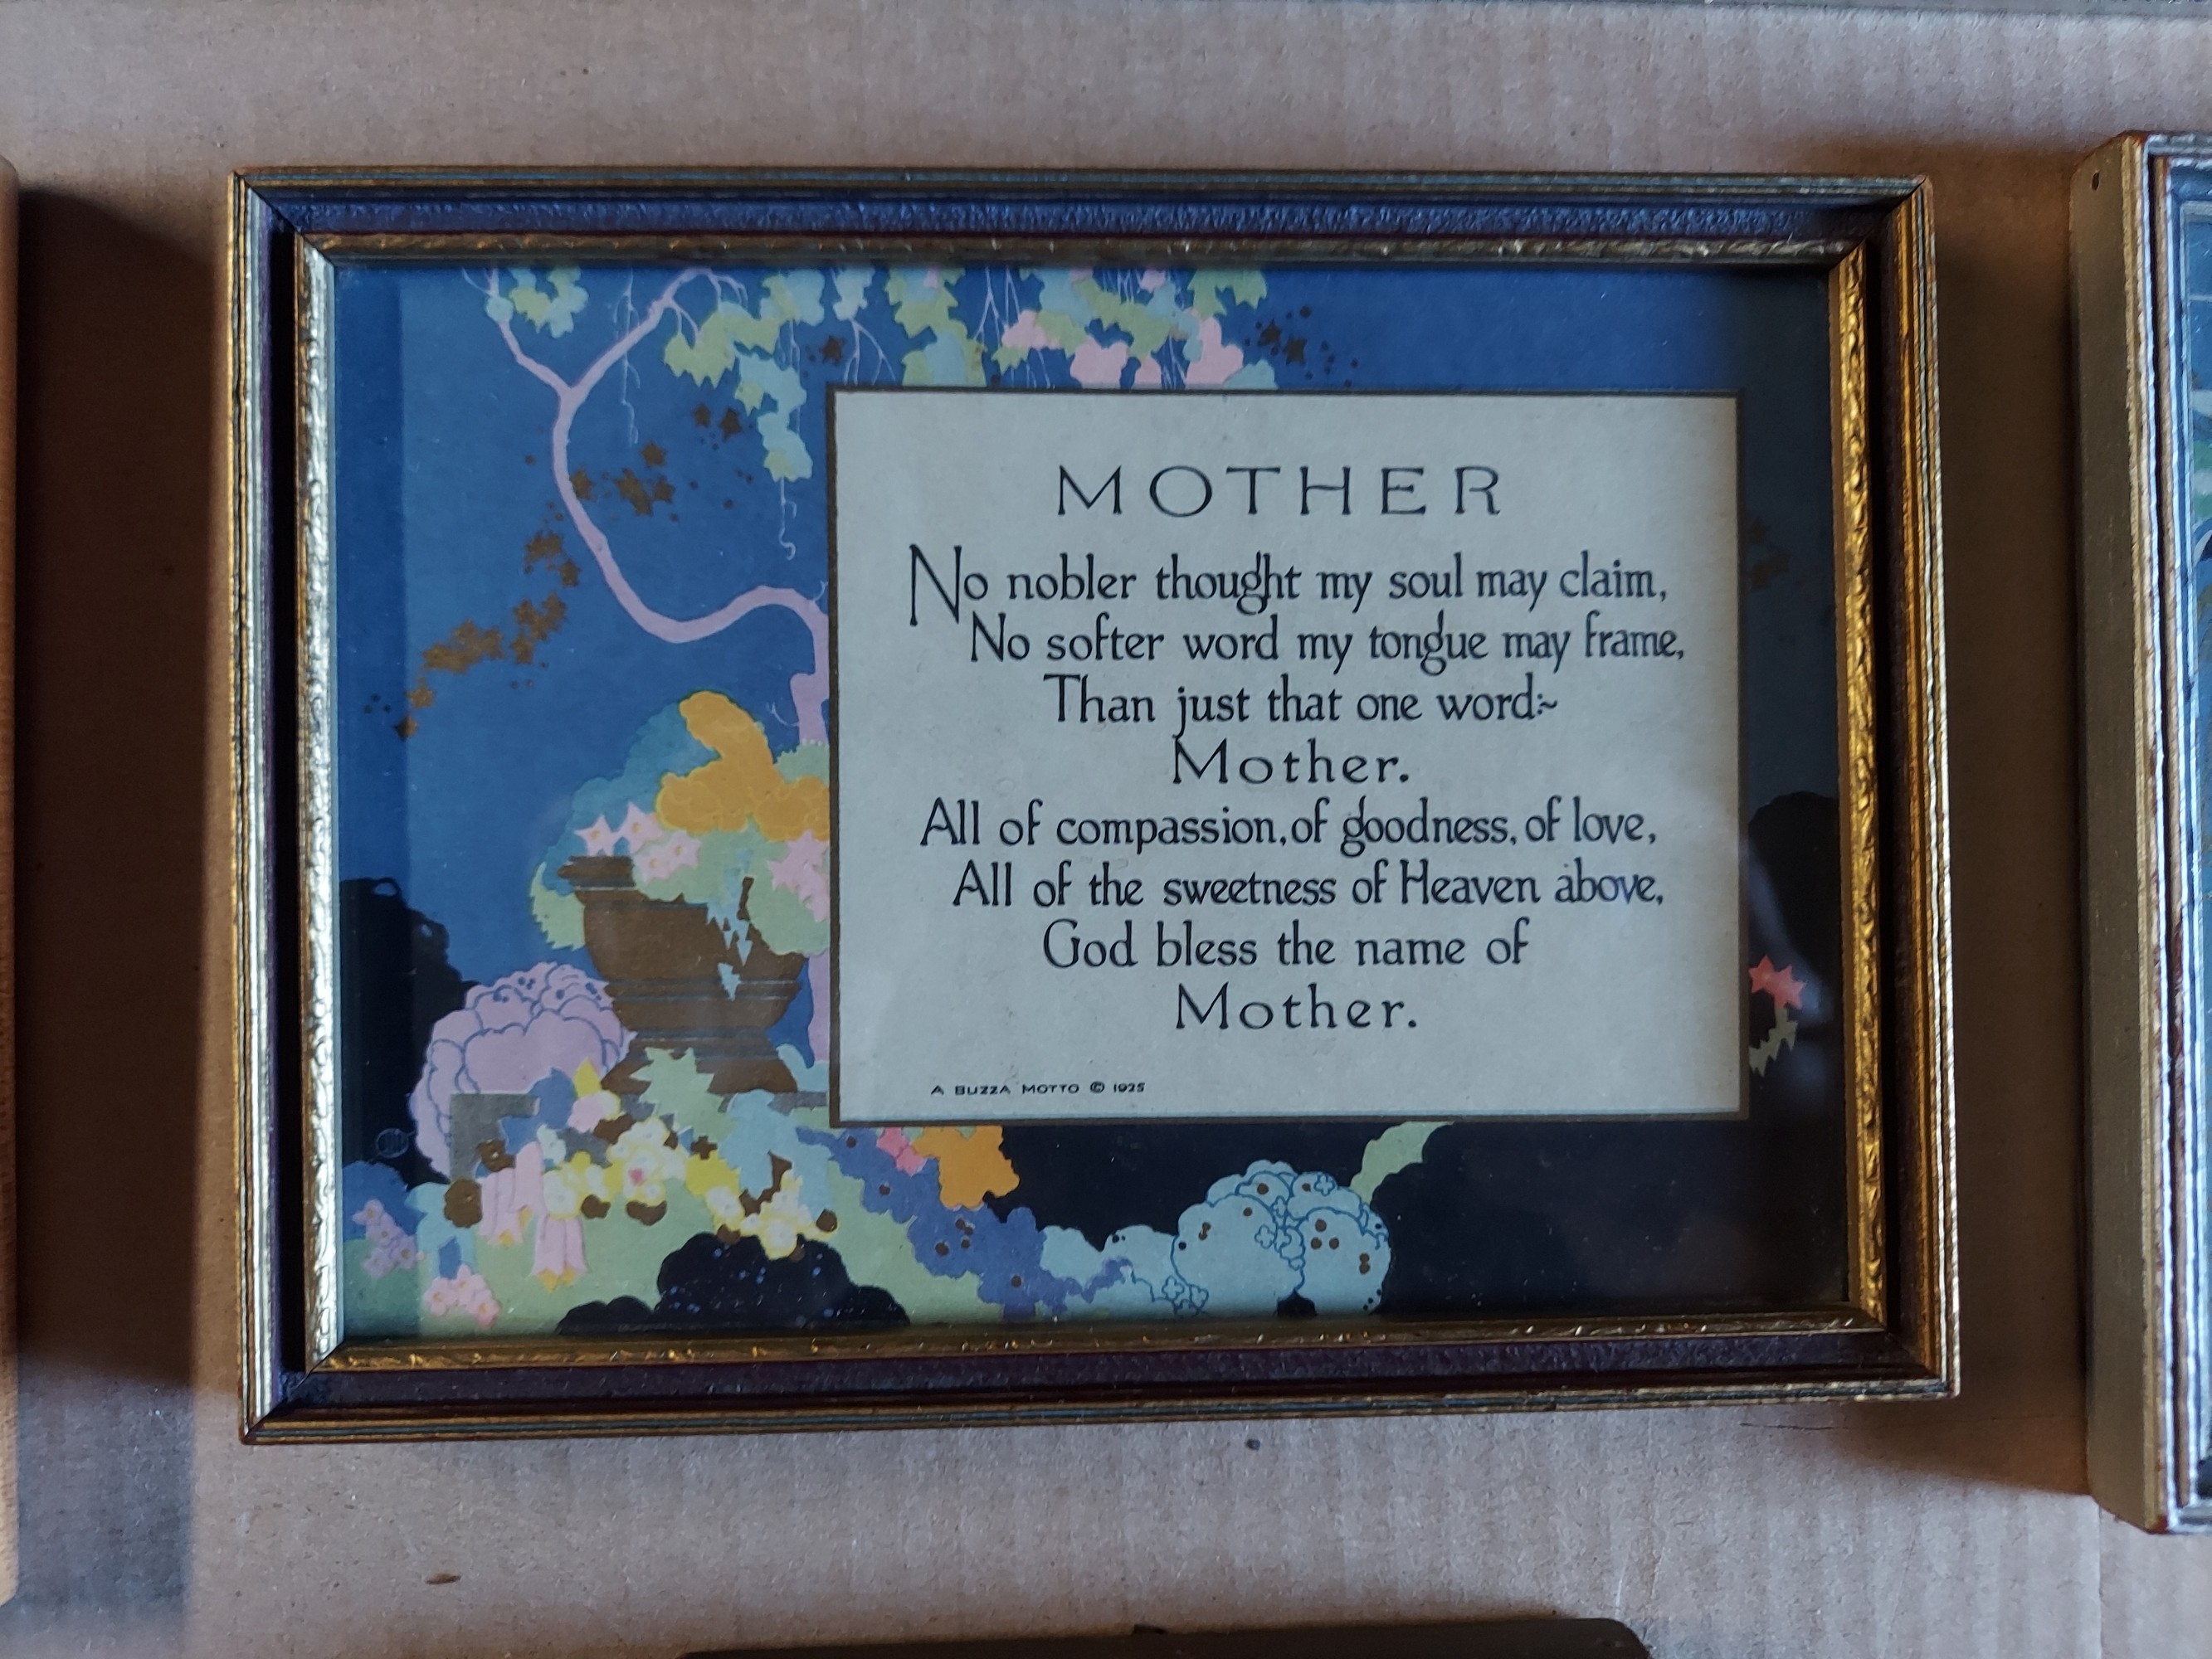 MOTHER
No nobler thought my soul may claim,
No softer word my tongue may frame,
Than just that one word:~
Mother.
All of compassion, of goodness, of love,
All of the sweetness of Heaven above,
God bless the name of
Mother.
A BUZZA MOTTO © 1925